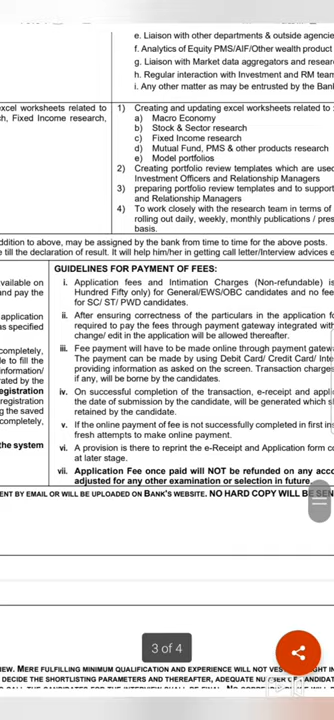 e. Liaison with other departments & outside agencie
f. Analytics of Equity PMS/AIF/Other wealth product
g. Liaison with Market data aggregators and resear
h. Regular interaction with Investment and RM team
i. Any other matter as may be entrusted by the Bank
excel worksheets related to
ch, Fixed Income research,
1) Creating and updating excel worksheets related to :
a) Macro Economy
b) Stock & Sector research
c) Fixed Income research
d) Mutual Fund, PMS & other products research
e) Model portfolios
2) Creating portfolio review templates which are used
Investment Officers and Relationship Managers
3) preparing portfolio review templates and to support
and Relationship Managers
4) To work closely with the research team in terms of
rolling out daily, weekly, monthly publications / pres
basis.
ddition to above, may be assigned by the bank from time to time for the above posts.
e till the declaration of result. It will help him/her in getting call letter/Interview advices e
GUIDELINES FOR PAYMENT OF FEES:
vailable on
and pay the
application
as specified
completely,
de to fill the
information/
rated by the
egistration
registration
g the saved
completely,
the system
i. Application fees and Intimation Charges (Non-refundable) is
Hundred Fifty only) for General/EWS/OBC candidates and no fee
for SC/ ST/ PWD candidates.
ii. After ensuring correctness of the particulars in the application fo
required to pay the fees through payment gateway integrated with
change/ edit in the application will be allowed thereafter.
iii. Fee payment will have to be made online through payment gatewa
The payment can be made by using Debit Card/ Credit Card/ Inte
providing information as asked on the screen. Transaction charges
if any, will be borne by the candidates.
iv. On successful completion of the transaction, e-receipt and applic
the date of submission by the candidate, will be generated which s
retained by the candidate.
v. If the online payment of fee is not successfully completed in first ins
fresh attempts to make online payment.
vi. A provision is there to reprint the e-Receipt and Application form co
at later stage.
vii. Application Fee once paid will NOT be refunded on any acco
adjusted for any other examination or selection in future.
ENT BY EMAIL OR WILL BE UPLOADED ON BANK'S WEBSITE. NO HARD COPY WILL BE SEN
3 of 4
IEW. MERE FULFILLING MINIMUM QUALIFICATION AND EXPERIENCE WILL NOT VES
DECIDE THE SHORTLISTING PARAMETERS AND THEREAFTER, ADEQUATE NU